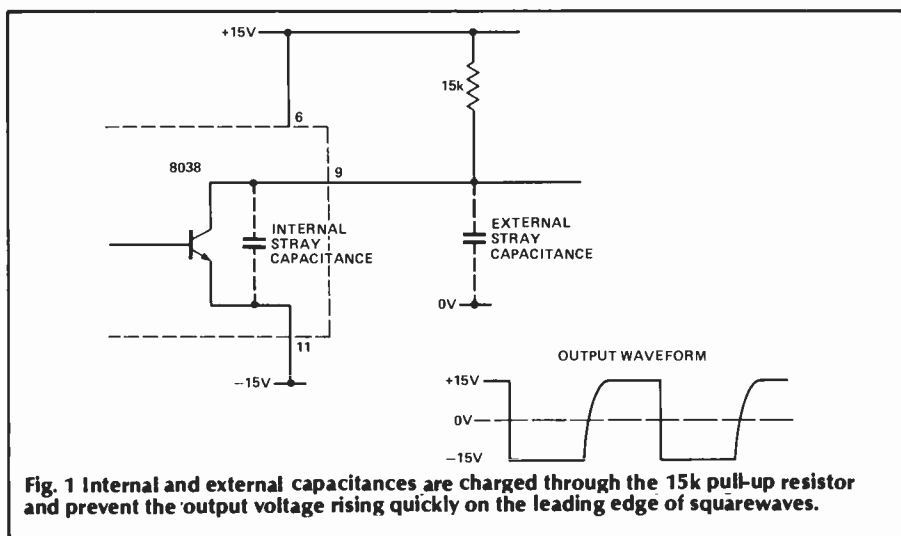 +15V
15k
6
8038
9
INTERNAL
STRAY
CAPACITANCE
EXTERNAL
STRAY
CAPACITANCE
0V
11
−15V
OUTPUT WAVEFORM
+15V
0V
−15V
Fig. 1 Internal and external capacitances are charged through the 15k pull-up resistor
and prevent the output voltage rising quickly on the leading edge of squarewaves.